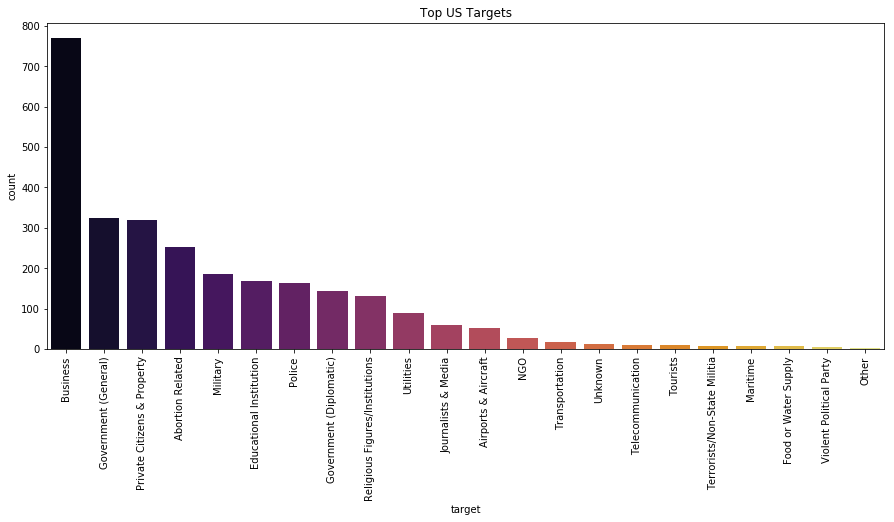 Top US Targets
800
700
600
500
400
300
200
100
0
count
Business
Government (General)
Private Citizens & Property
Abortion Related
Military
Educational Institution
Police
Government (Diplomatic)
Religious Figures/Institutions
Utilities
Journalists & Media
Airports & Aircraft
NGO
Transportation
Unknown
Telecommunication
Tourists
Terrorists/Non-State Militia
Maritime
Food or Water Supply
Violent Political Party
Other
target